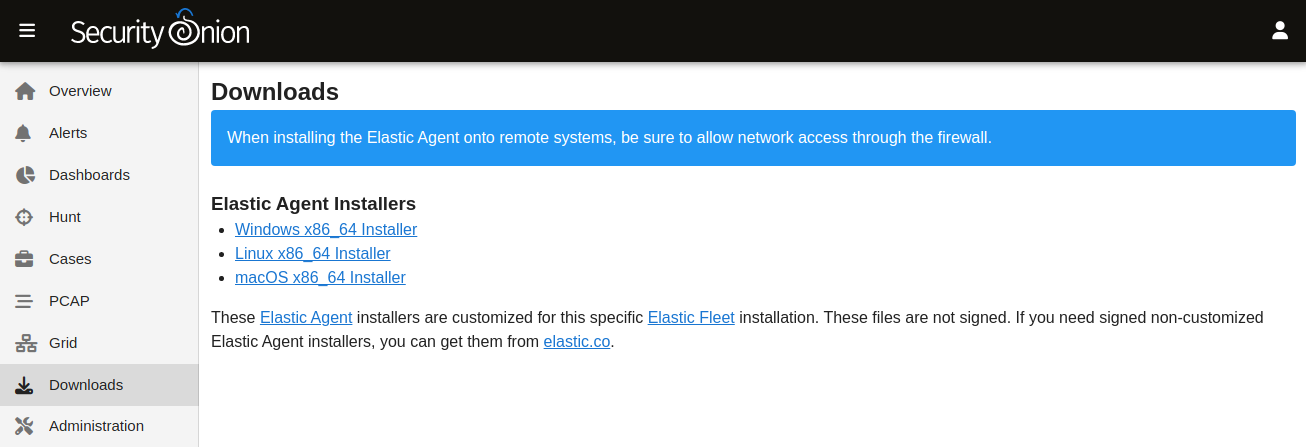 Security Onion
Overview
Alerts
Dashboards
Hunt
Cases
PCAP
Grid
Downloads
Administration
Downloads
When installing the Elastic Agent onto remote systems, be sure to allow network access through the firewall.
Elastic Agent Installers
Windows x86_64 Installer
Linux x86_64 Installer
macOS x86_64 Installer
These Elastic Agent installers are customized for this specific Elastic Fleet installation. These files are not signed. If you need signed non-customized
Elastic Agent installers, you can get them from elastic.co.